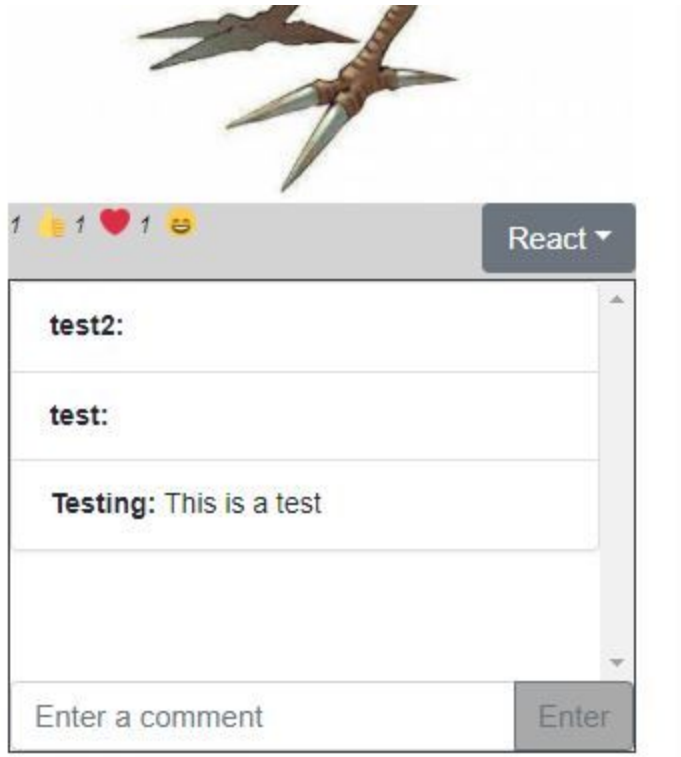 1 👍 1 ❤️ 1 😄
React
test2:
test:
Testing: This is a test
Enter a comment
Enter